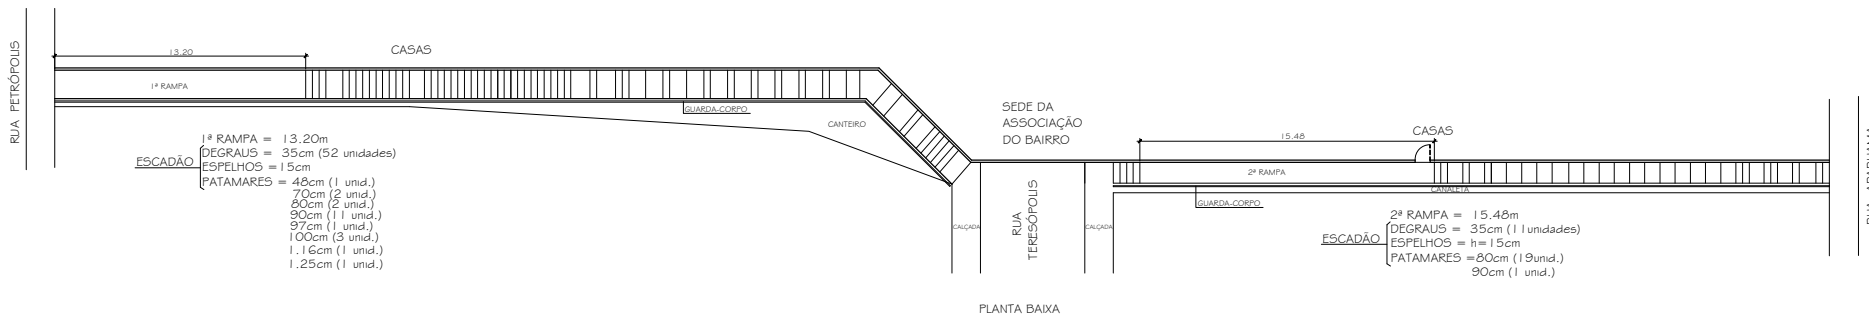 RUA PETRÓPOLIS
13.20
CASAS
1ª RAMPA
GUARDA-CORPO
CANTEIRO
SEDE DA
ASSOCIAÇÃO
DO BAIRRO
15.48
CASAS
2ª RAMPA
CANALETA
GUARDA-CORPO
ESCADÃO
1ª RAMPA = 13.20m
DEGRAUS = 35cm (52 unidades)
ESPELHOS =15cm
PATAMARES = 48cm (1 unid.)
70cm (2 unid.)
80cm (2 unid.)
90cm (11 unid.)
97cm (1 unid.)
100cm (3 unid.)
1.16cm (1 unid.)
1.25cm (1 unid.)
CALÇADA
RUA
TERESÓPOLIS
CALÇADA
ESCADÃO
2ª RAMPA = 15.48m
DEGRAUS = 35cm (11unidades)
ESPELHOS = h=15cm
PATAMARES =80cm (19unid.)
90cm (1 unid.)
RUA
PLANTA BAIXA